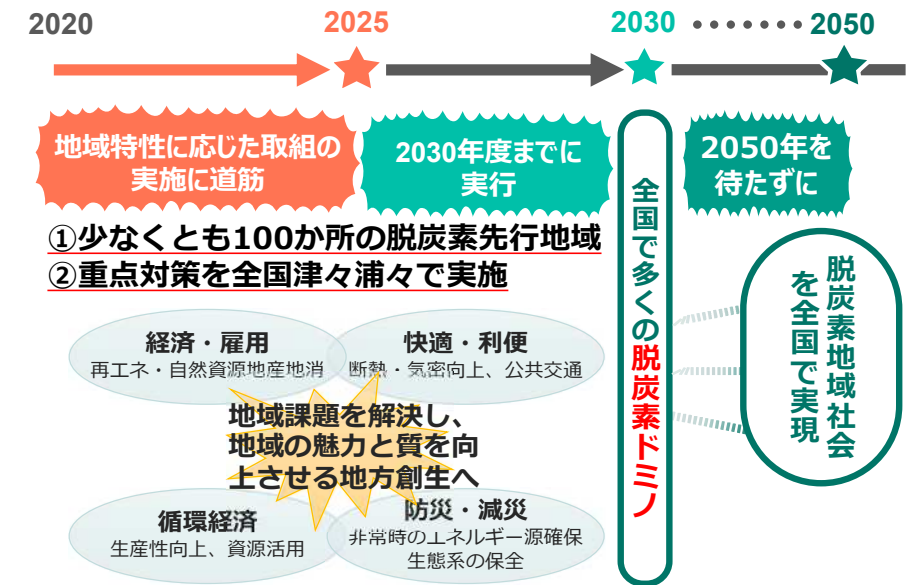 2020
2025
2030
2050
地域特性に応じた取組の
実施に道筋
2030年度までに
実行
2050年を
待たずに
①少なくとも100か所の脱炭素先行地域
②重点対策を全国津々浦々で実施
経済・雇用
再エネ・自然資源地産地消
快適・利便
断熱・気密向上、公共交通
地域課題を解決し、
地域の魅力と質を向
上させる地方創生へ
循環経済
生産性向上、資源活用
防災・減災
非常時のエネルギー源確保
生態系の保全
全国で多くの脱炭素ドミノ
脱炭素地域社会
を全国で実現